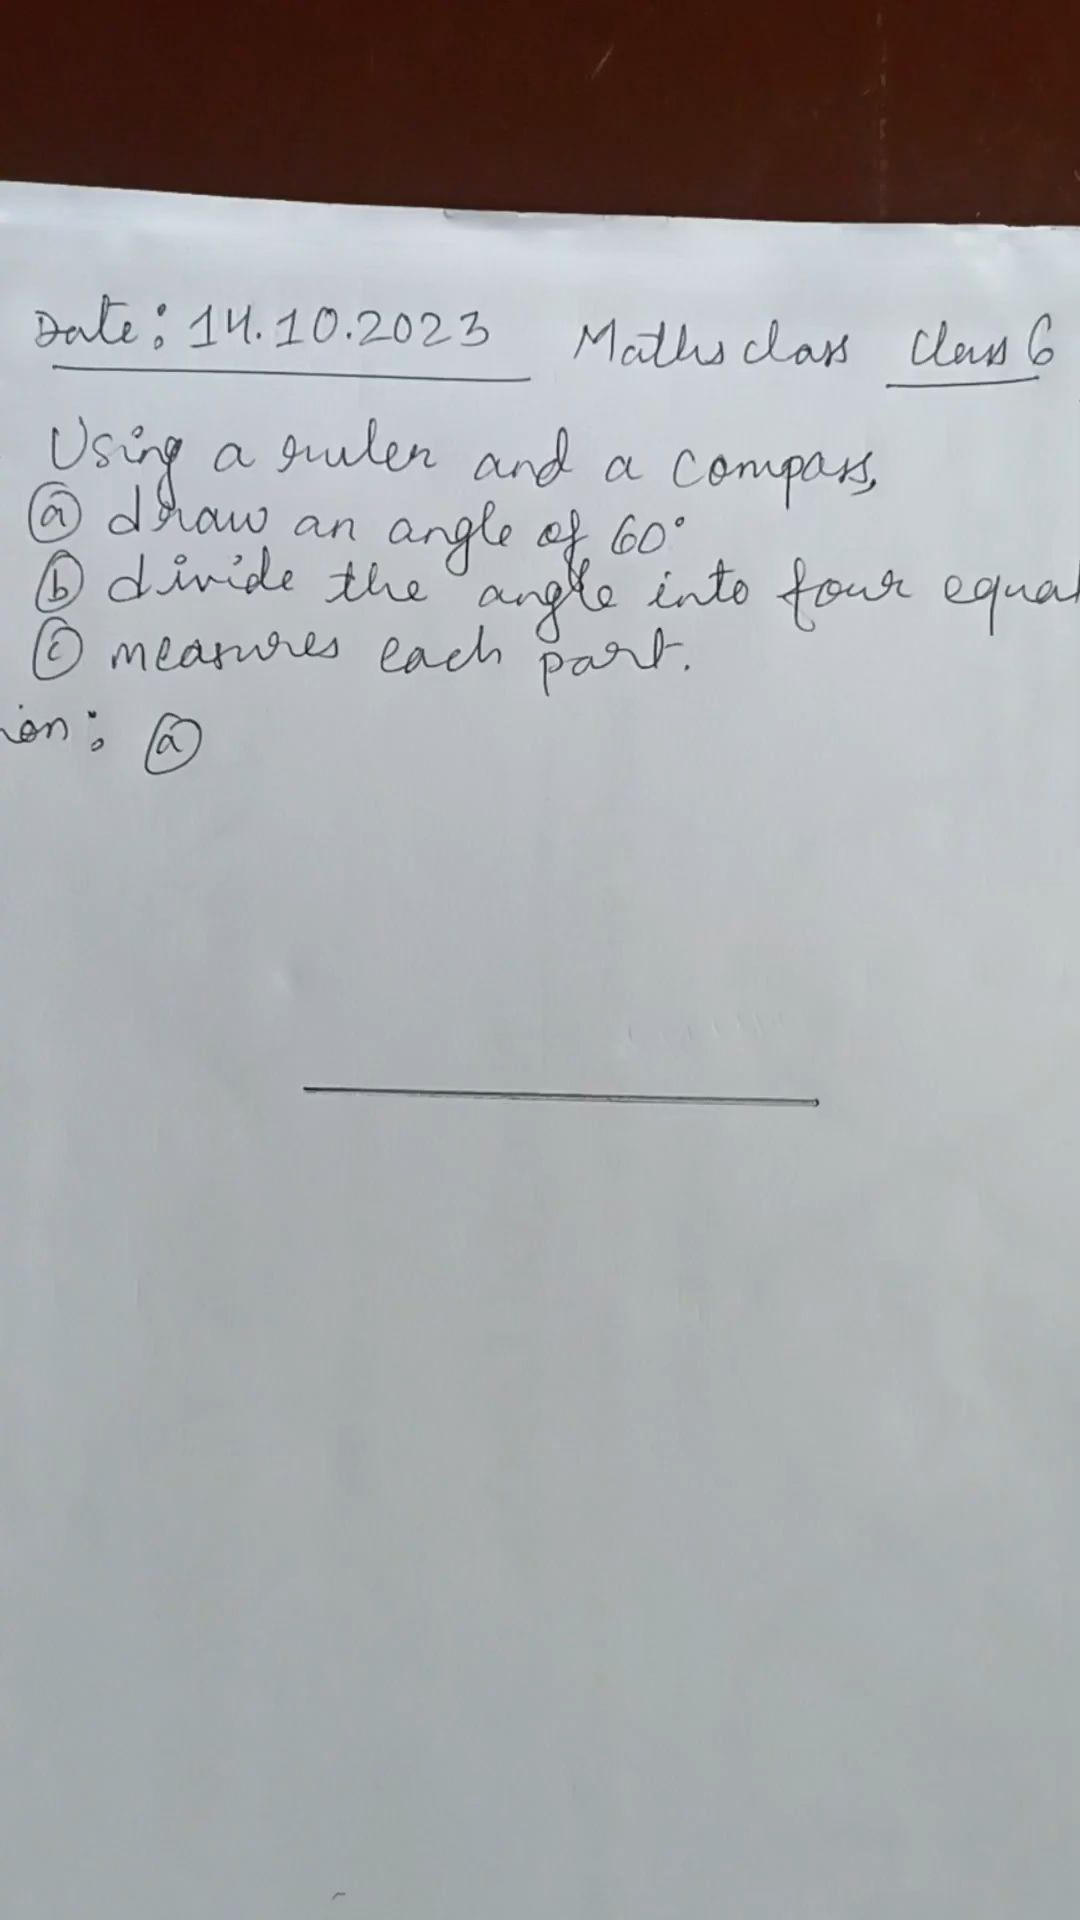 Date: 14.10.2023 Maths class Class 6
Using a ruler and a compass,
(a) draw an angle of 60°
(b) divide the angle into four equal
(c) measures each part.
ion: (a)